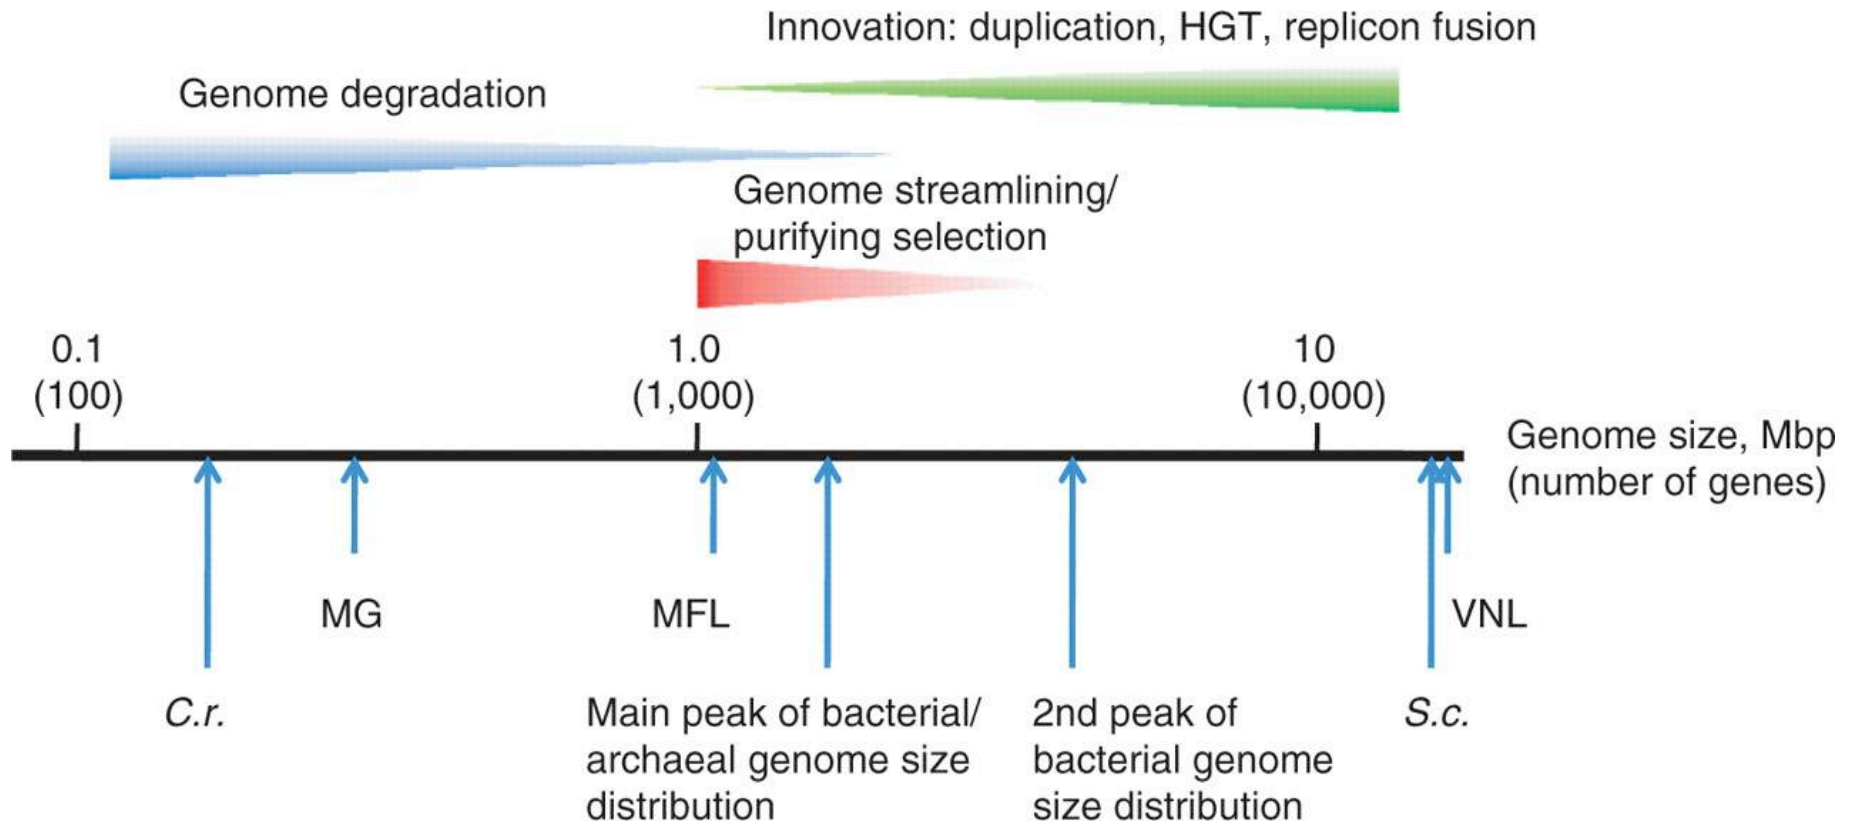 Innovation: duplication, HGT, replicon fusion
Genome degradation
Genome streamlining/
purifying selection
0.1
(100)
1.0
(1,000)
10
(10,000)
Genome size, Mbp
(number of genes)
MG
MFL
VNL
C.r.
Main peak of bacterial/
archaeal genome size
distribution
2nd peak of
bacterial genome
size distribution
S.c.